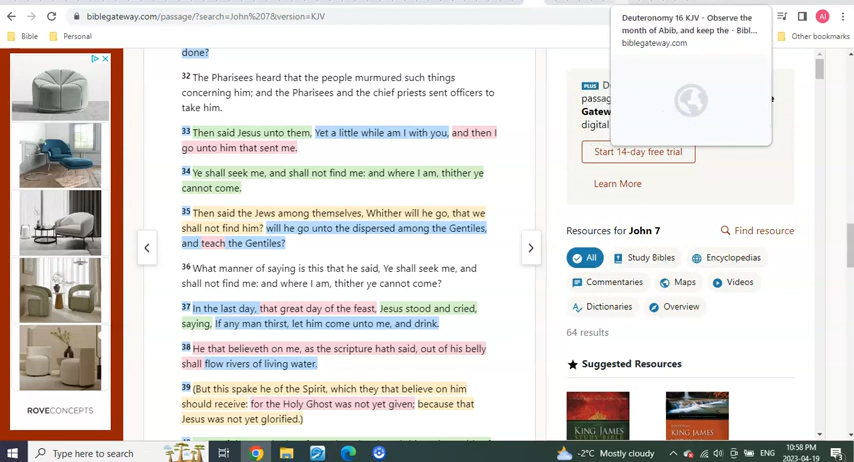 biblegateway.com/passage/?search=John%207&version=KJV
Deuteronomy 16 KJV - Observe the
month of Abib, and keep the - Bibl...
biblegateway.com
AI
Bible
Personal
Other bookmarks
done?
32 The Pharisees heard that the people murmured such things
concerning him; and the Pharisees and the chief priests sent officers to
take him.
33 Then said Jesus unto them, Yet a little while am I with you, and then I
go unto him that sent me.
34 Ye shall seek me, and shall not find me: and where I am, thither ye
cannot come.
35 Then said the Jews among themselves, Whither will he go, that we
shall not find him? will he go unto the dispersed among the Gentiles,
and teach the Gentiles?
36 What manner of saying is this that he said, Ye shall seek me, and
shall not find me: and where I am, thither ye cannot come?
37 In the last day, that great day of the feast, Jesus stood and cried,
saying, If any man thirst, let him come unto me, and drink.
38 He that believeth on me, as the scripture hath said, out of his belly
shall flow rivers of living water.
39 (But this spake he of the Spirit, which they that believe on him
should receive: for the Holy Ghost was not yet given; because that
Jesus was not yet glorified.)
ROVECONCEPTS
PLUS
passag
Gatew
digital
Start 14-day free trial
Learn More
Resources for John 7
Find resource
All
Study Bibles
Encyclopedias
Commentaries
Maps
Videos
Dictionaries
Overview
64 results
Suggested Resources
KING JAMES
STUDY BIBLE
KING JAMES
Type here to search
-2°C Mostly cloudy
ENG
10:58 PM
2023-04-19
3